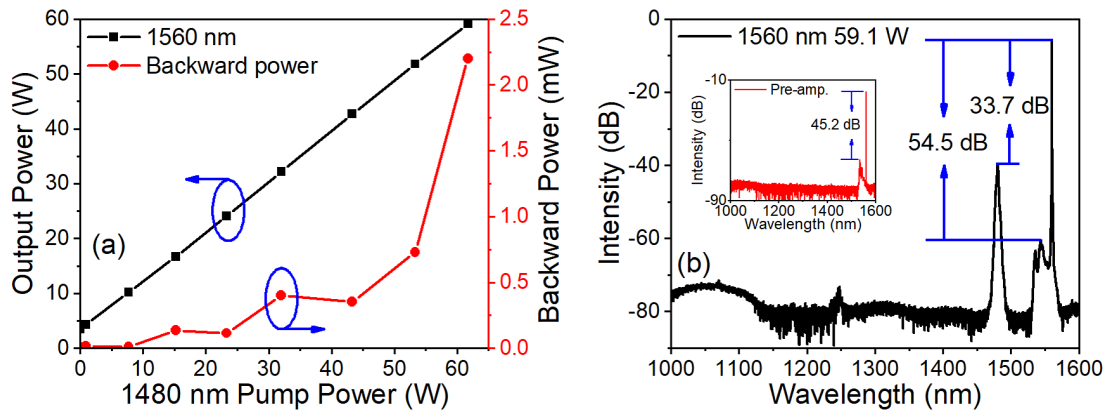 Output Power (W)
60
50
40
30
20
10
0
1560 nm
Backward power
(a)
0 10 20 30 40 50 60
1480 nm Pump Power (W)
2.5
2.0
1.5
1.0
0.5
0.0
Backward Power (mW)
Intensity (dB)
0
-20
-40
-60
-80
1560 nm 59.1 W
33.7 dB
54.5 dB
Intensity (dB)
-10
-90
Pre-amp.
45.2 dB
1000 1200 1400 1600
Wavelength (nm)
(b)
1000 1100 1200 1300 1400 1500 1600
Wavelength (nm)